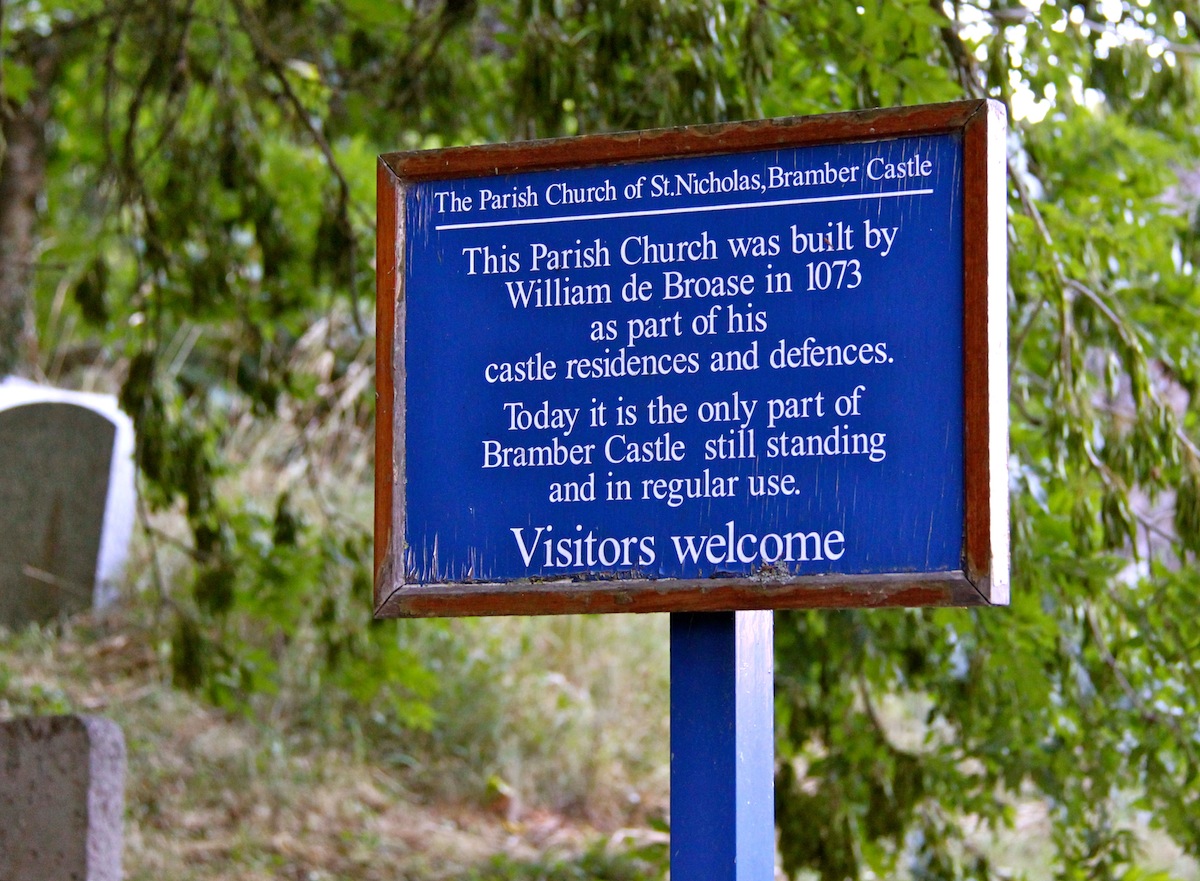 The Parish Church of St.Nicholas,Bramber Castle
This Parish Church was built by
William de Broase in 1073
as part of his
castle residences and defences.
Today it is the only part of
Bramber Castle still standing
and in regular use.
Visitors welcome